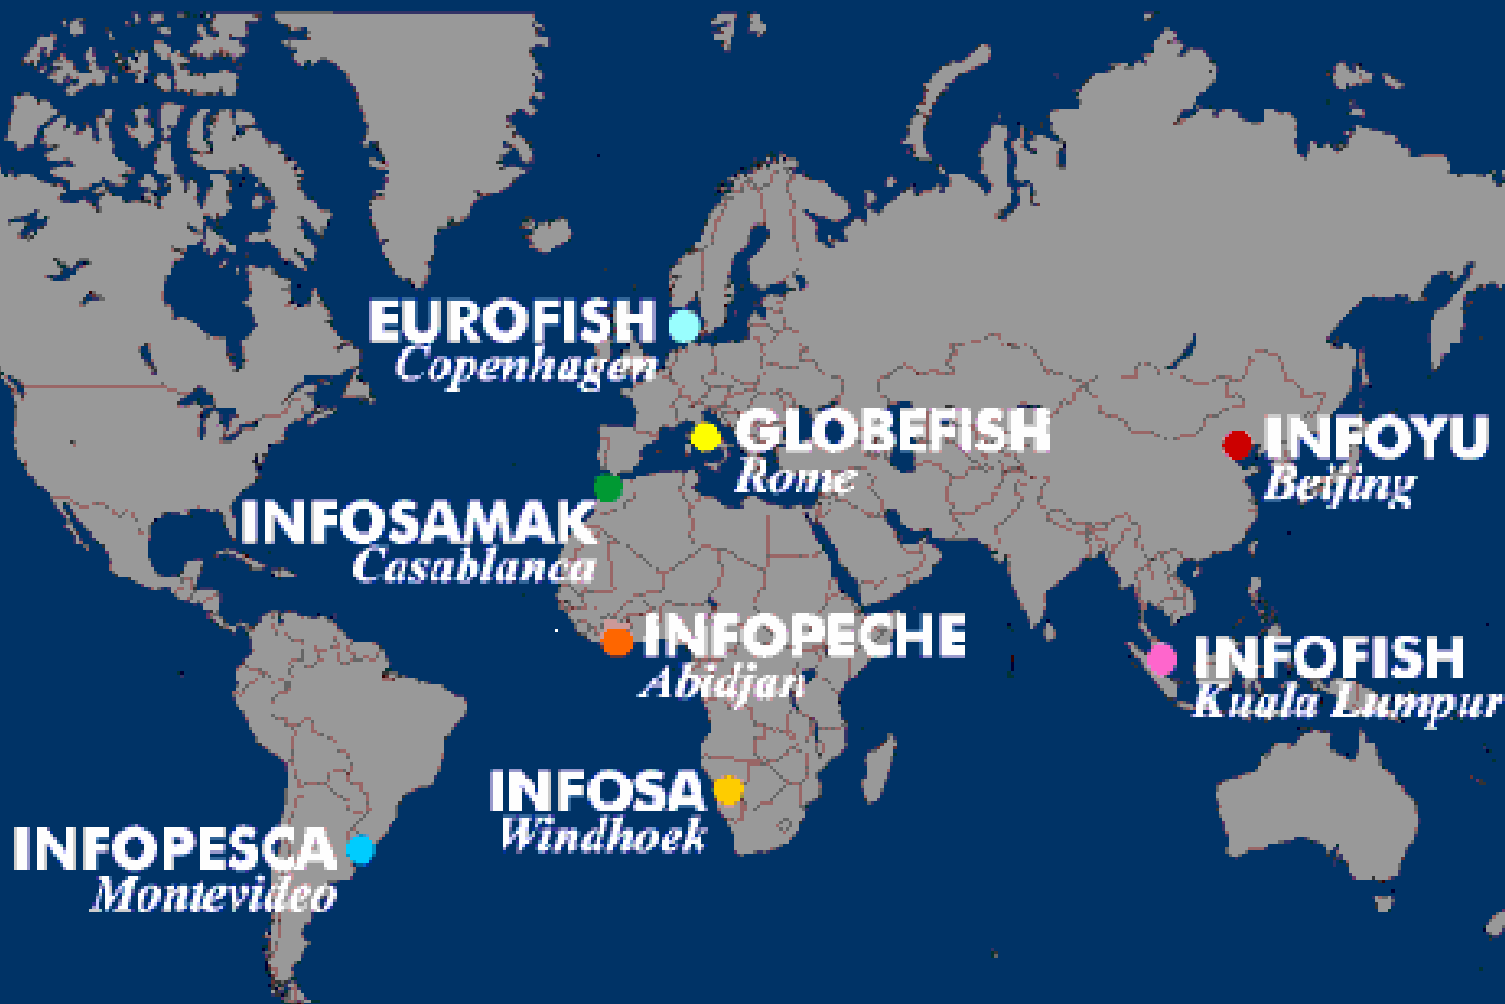 EUROFISH
Copenhagen
GLOBEFISH
Rome
INFOYU
Beijing
INFOSAMAK
Casablanca
INFOPECHE
Abidjan
INFOFISH
Kuala Lumpur
INFOSA
Windhoek
INFOPESCA
Montevideo